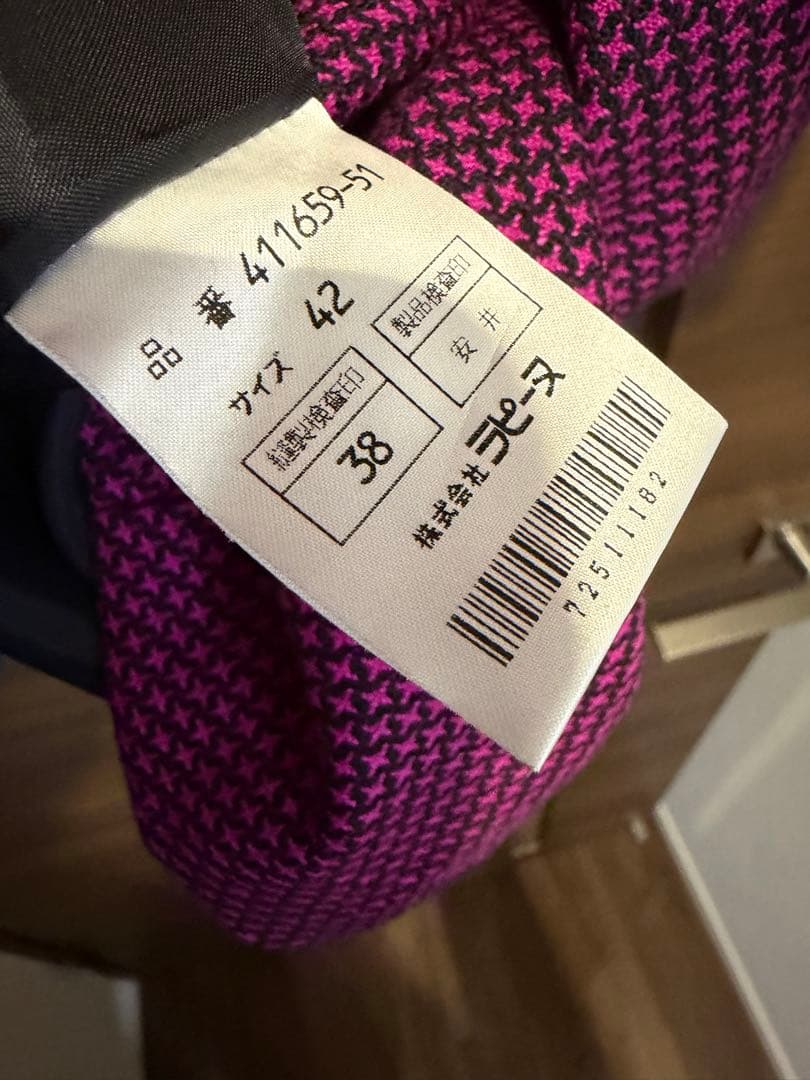 品番 411659-51
サイズ 42
縫製検査印
38
製品検査印
安井
株式会社ラピーヌ
72511182